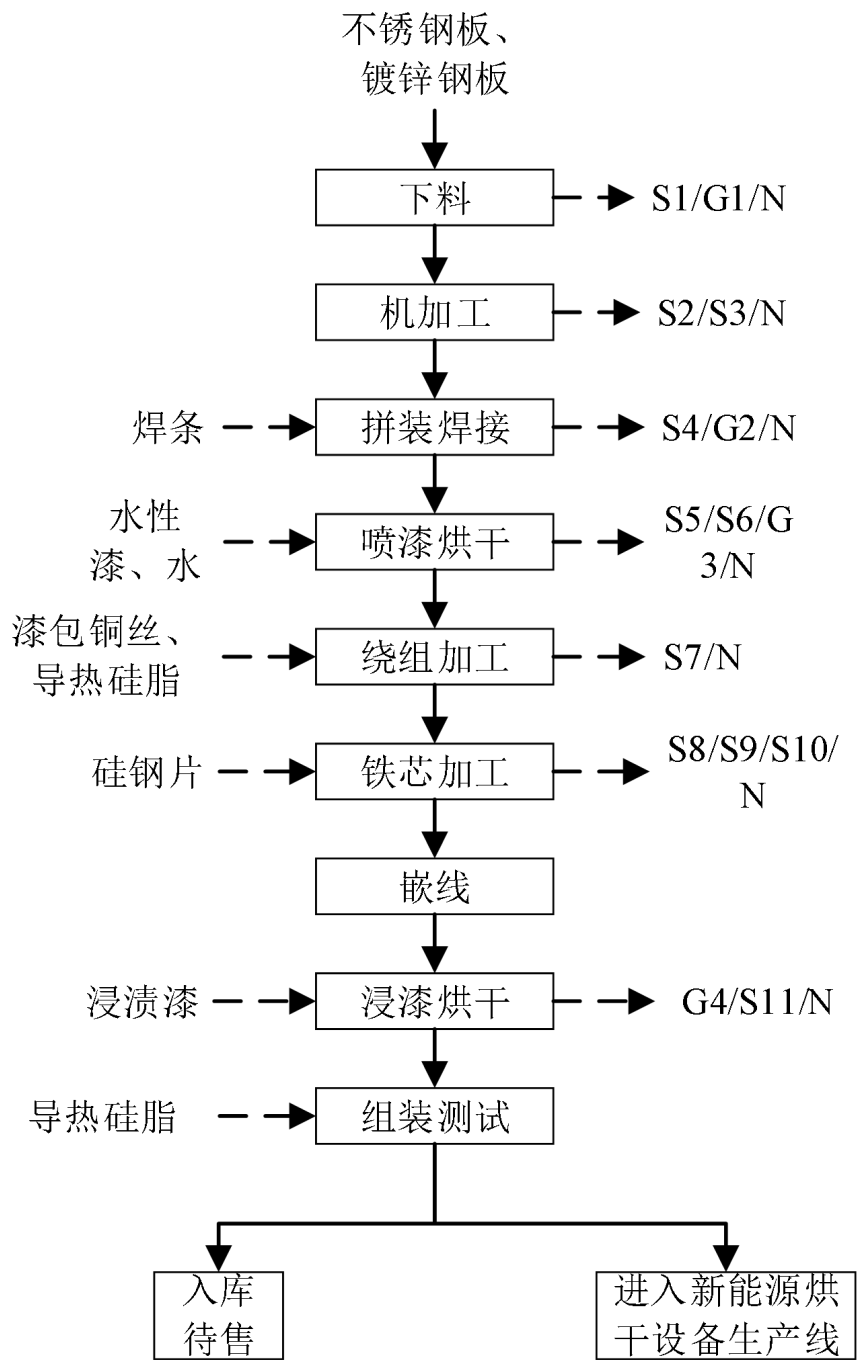 不锈钢板、
镀锌钢板
下料
S1/G1/N
机加工
S2/S3/N
焊条
拼装焊接
S4/G2/N
水性
漆、水
喷漆烘干
S5/S6/G
3/N
漆包铜丝、
导热硅脂
绕组加工
S7/N
硅钢片
铁芯加工
S8/S9/S10/
N
嵌线
浸渍漆
浸漆烘干
G4/S11/N
导热硅脂
组装测试
入库
待售
进入新能源烘
干设备生产线